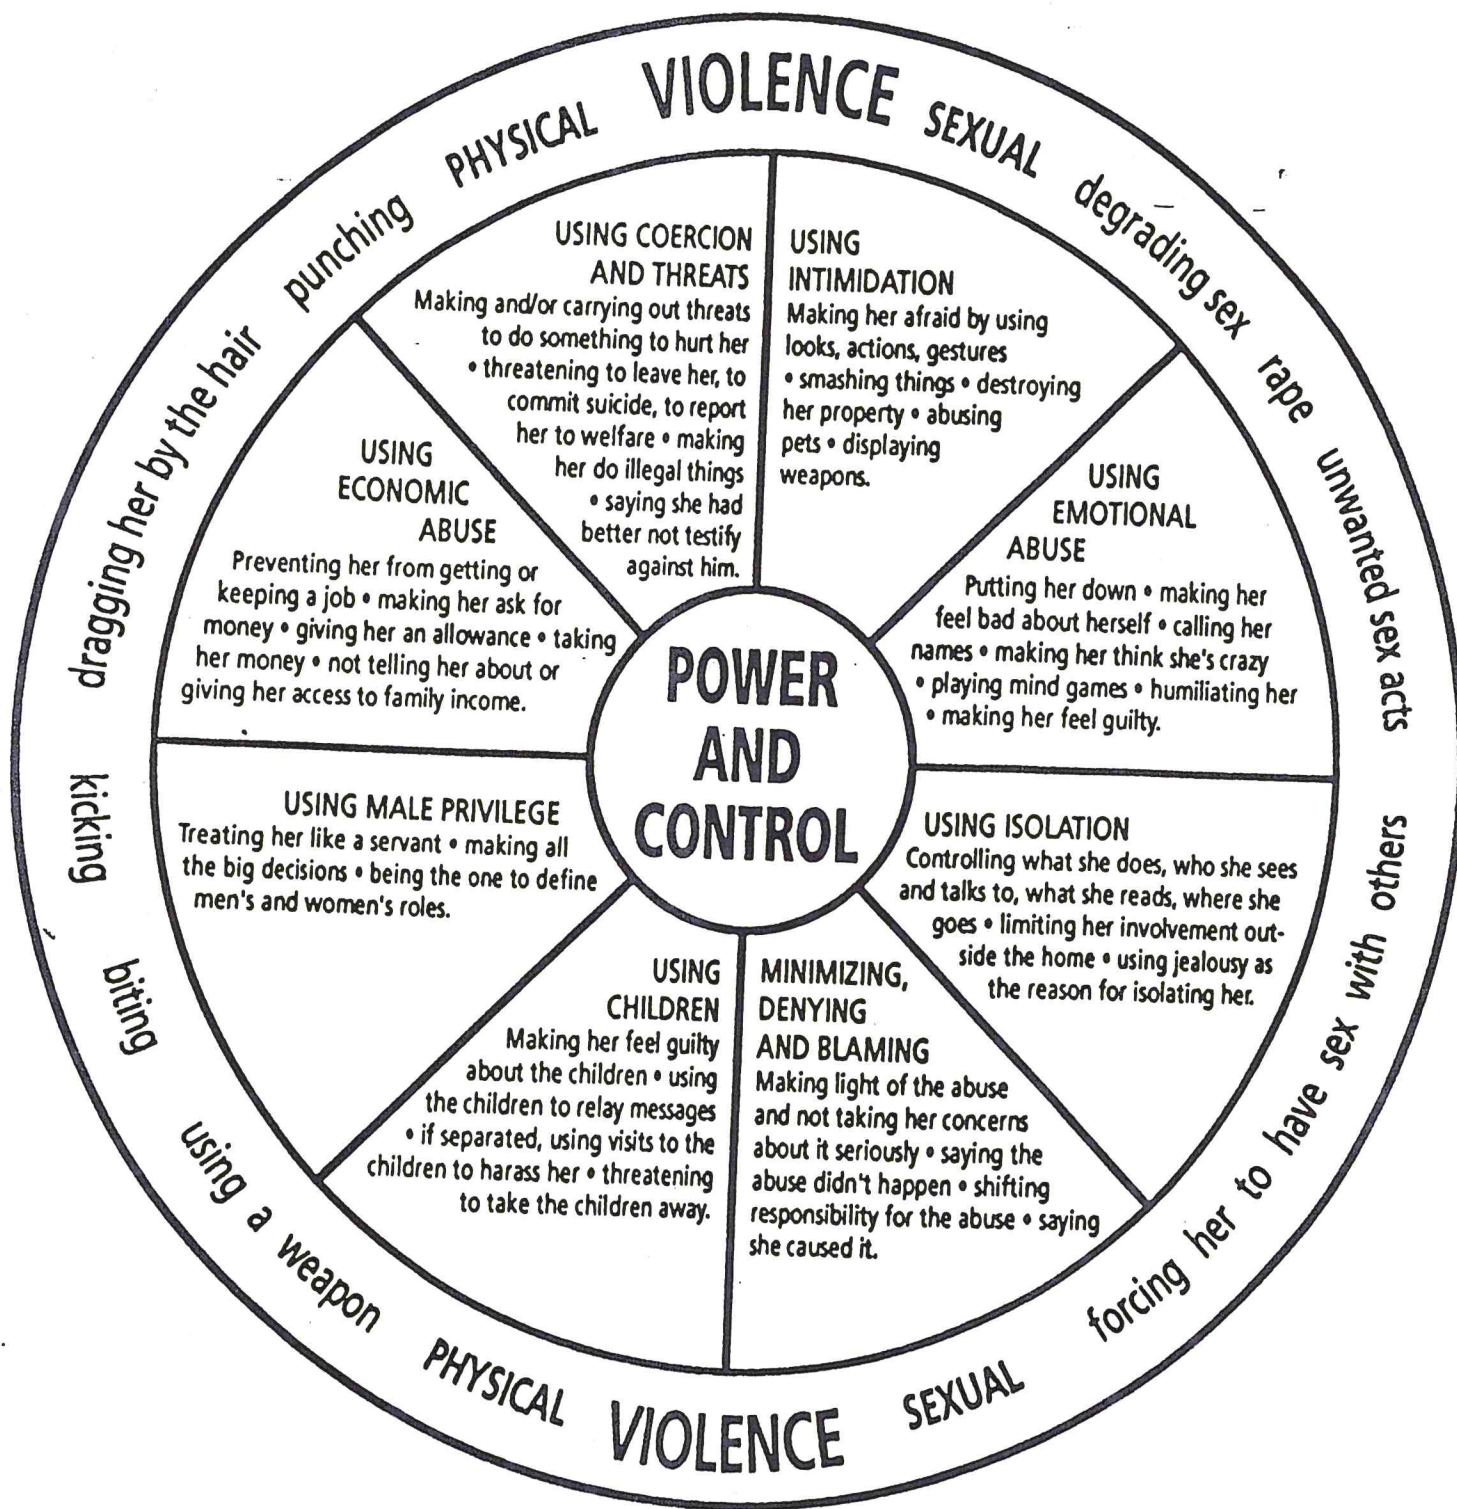 VIOLENCE
PHYSICAL
SEXUAL
punching
dragging her by the hair
kicking
biting
using a weapon
degrading sex
rape
unwanted sex acts
forcing her to have sex with others
PHYSICAL
VIOLENCE
SEXUAL
USING COERCION
AND THREATS
Making and/or carrying out threats
to do something to hurt her
• threatening to leave her, to
commit suicide, to report
her to welfare • making
her do illegal things
• saying she had
better not testify
against him.
USING
INTIMIDATION
Making her afraid by using
looks, actions, gestures
• smashing things • destroying
her property • abusing
pets • displaying
weapons.
USING
EMOTIONAL
ABUSE
Putting her down • making her
feel bad about herself • calling her
names • making her think she's crazy
• playing mind games • humiliating her
• making her feel guilty.
USING ISOLATION
Controlling what she does, who she sees
and talks to, what she reads, where she
goes • limiting her involvement out-
side the home • using jealousy as
the reason for isolating her.
MINIMIZING,
DENYING
AND BLAMING
Making light of the abuse
and not taking her concerns
about it seriously • saying the
abuse didn't happen • shifting
responsibility for the abuse • saying
she caused it.
USING
CHILDREN
Making her feel guilty
about the children • using
the children to relay messages
• if separated, using visits to the
children to harass her • threatening
to take the children away.
USING MALE PRIVILEGE
Treating her like a servant • making all
the big decisions • being the one to define
men's and women's roles.
USING
ECONOMIC
ABUSE
Preventing her from getting or
keeping a job • making her ask for
money • giving her an allowance • taking
her money • not telling her about or
giving her access to family income.
POWER
AND
CONTROL